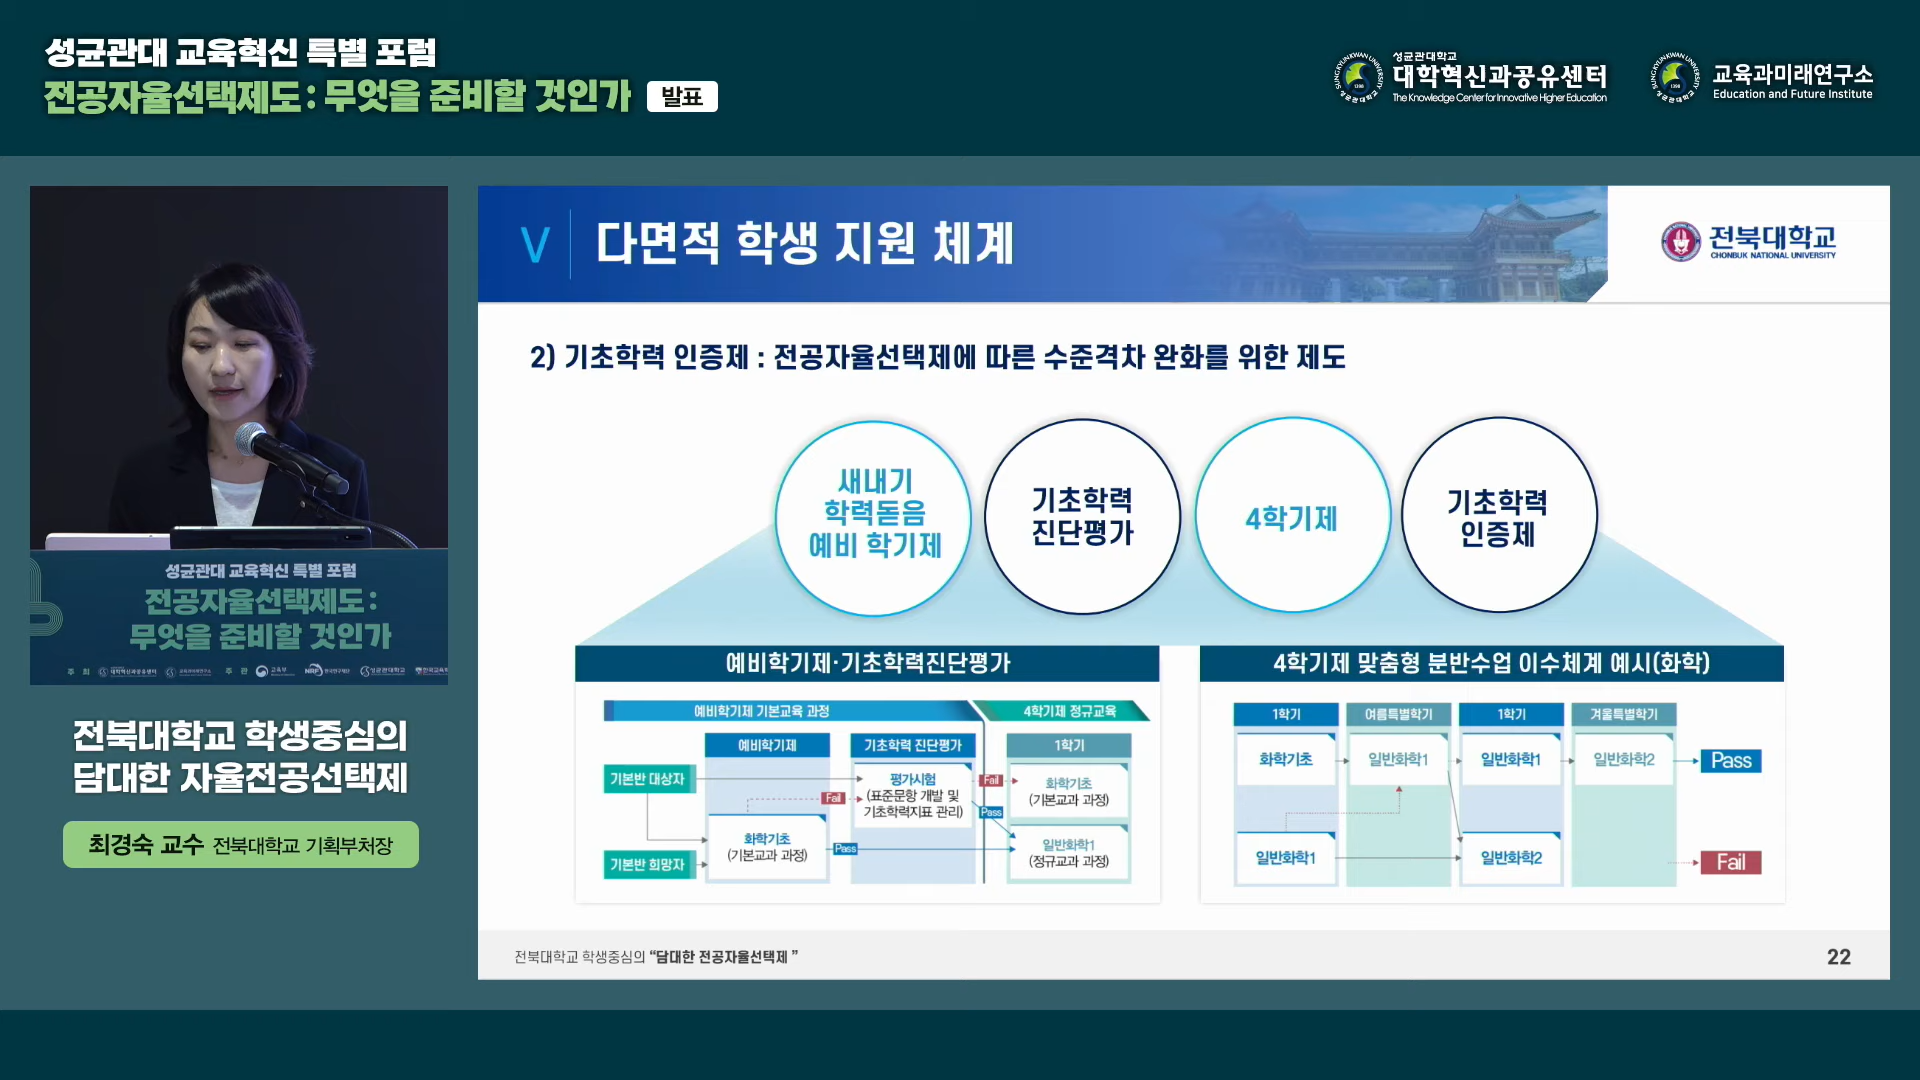 성균관대 교육혁신 특별 포럼
전공자율선택제도 : 무엇을 준비할 것인가 발표
성균관대학교
대학혁신과공유센터
The Knowledge Center for Innovative Higher Education
교육과미래연구소
Education and Future Institute
성균관대 교육혁신 특별 포럼
전공자율선택제도 :
무엇을 준비할 것인가
전북대학교 학생중심의
담대한 자율전공선택제
최경숙 교수 전북대학교 기획부처장
V 다면적 학생 지원 체계
전북대학교
CHONBUK NATIONAL UNIVERSITY
2) 기초학력 인증제 : 전공자율선택제에 따른 수준격차 완화를 위한 제도
새내기
학력돋음
예비 학기제
기초학력
진단평가
4학기제
기초학력
인증제
예비학기제·기초학력진단평가
예비학기제 기본교육 과정
4학기제 정규교육
예비학기제
기초학력 진단평가
1학기
기본반 대상자
기본반 희망자
화학기초
(기본교과 과정)
Fail
Pass
평가시험
(표준문항 개발 및
기초학력지표 관리)
Fail
Pass
화학기초
(기본교과 과정)
일반화학1
(정규교과 과정)
4학기제 맞춤형 분반수업 이수체계 예시(화학)
1학기
여름특별학기
1학기
겨울특별학기
화학기초
일반화학1
일반화학1
일반화학2
Pass
일반화학1
일반화학2
Fail
전북대학교 학생중심의 “담대한 전공자율선택제 ”
22